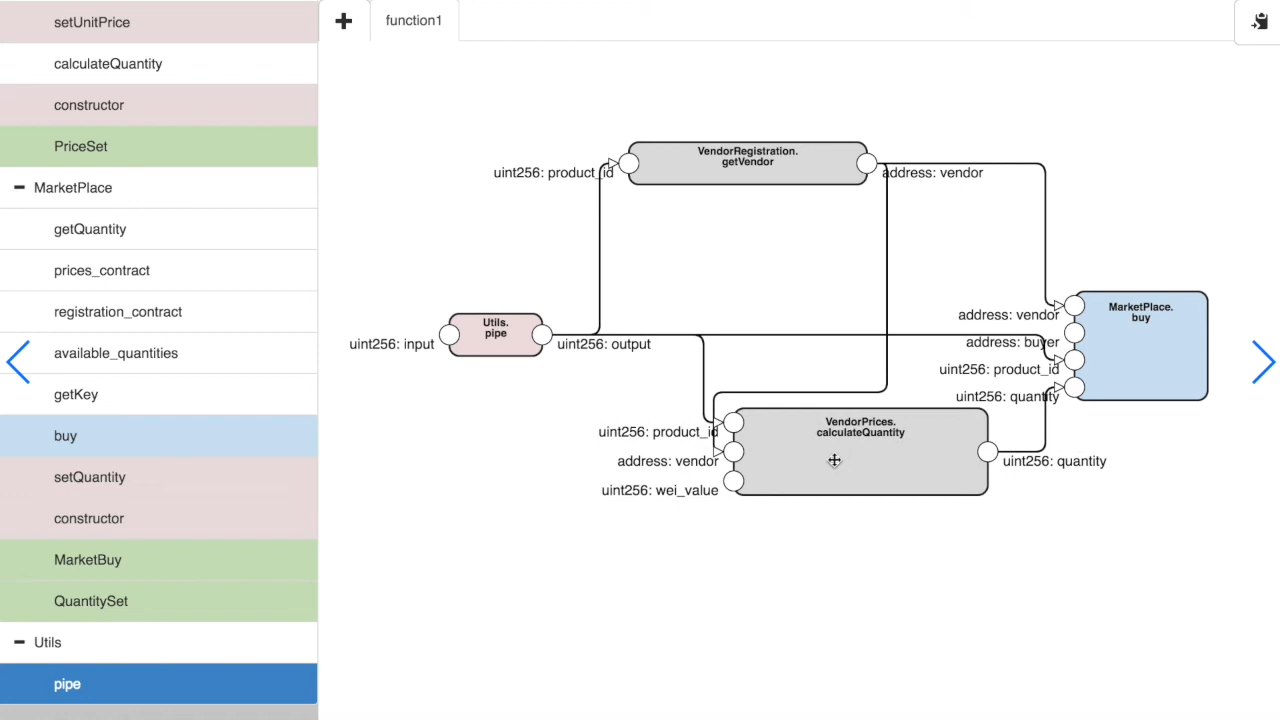 setUnitPrice
calculateQuantity
constructor
PriceSet
MarketPlace
getQuantity
prices_contract
registration_contract
available_quantities
getKey
buy
setQuantity
constructor
MarketBuy
QuantitySet
Utils
pipe
function1
VendorRegistration.
getVendor
uint256: product_id
address: vendor
Utils.
pipe
uint256: input
uint256: output
MarketPlace.
buy
address: vendor
address: buyer
uint256: product_id
uint256: quantity
VendorPrices.
calculateQuantity
uint256: product_id
address: vendor
uint256: wei_value
uint256: quantity